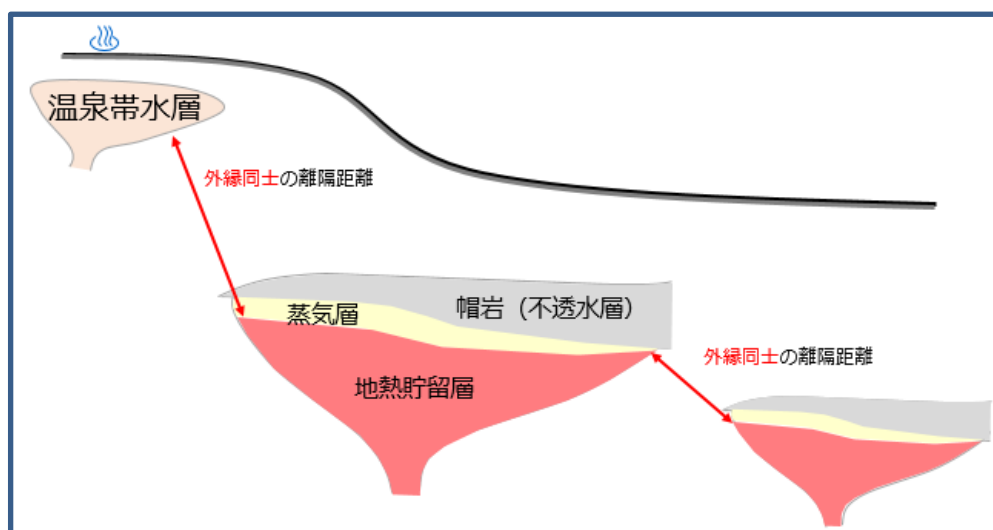 温泉帯水層
外縁同士の離隔距離
蒸気層
帽岩（不透水層）
地熱貯留層
外縁同士の離隔距離